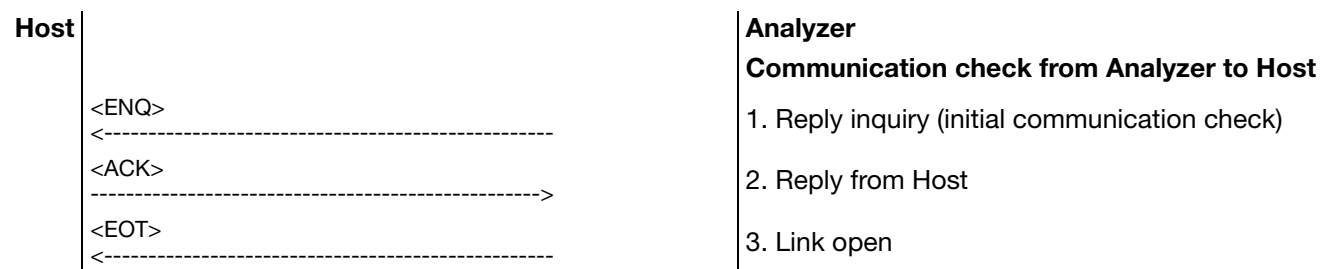 Host
Analyzer
Communication check from Analyzer to Host
<ENQ>
<--------------------------------------------------
1. Reply inquiry (initial communication check)
<ACK>
-------------------------------------------------->
2. Reply from Host
<EOT>
<--------------------------------------------------
3. Link open